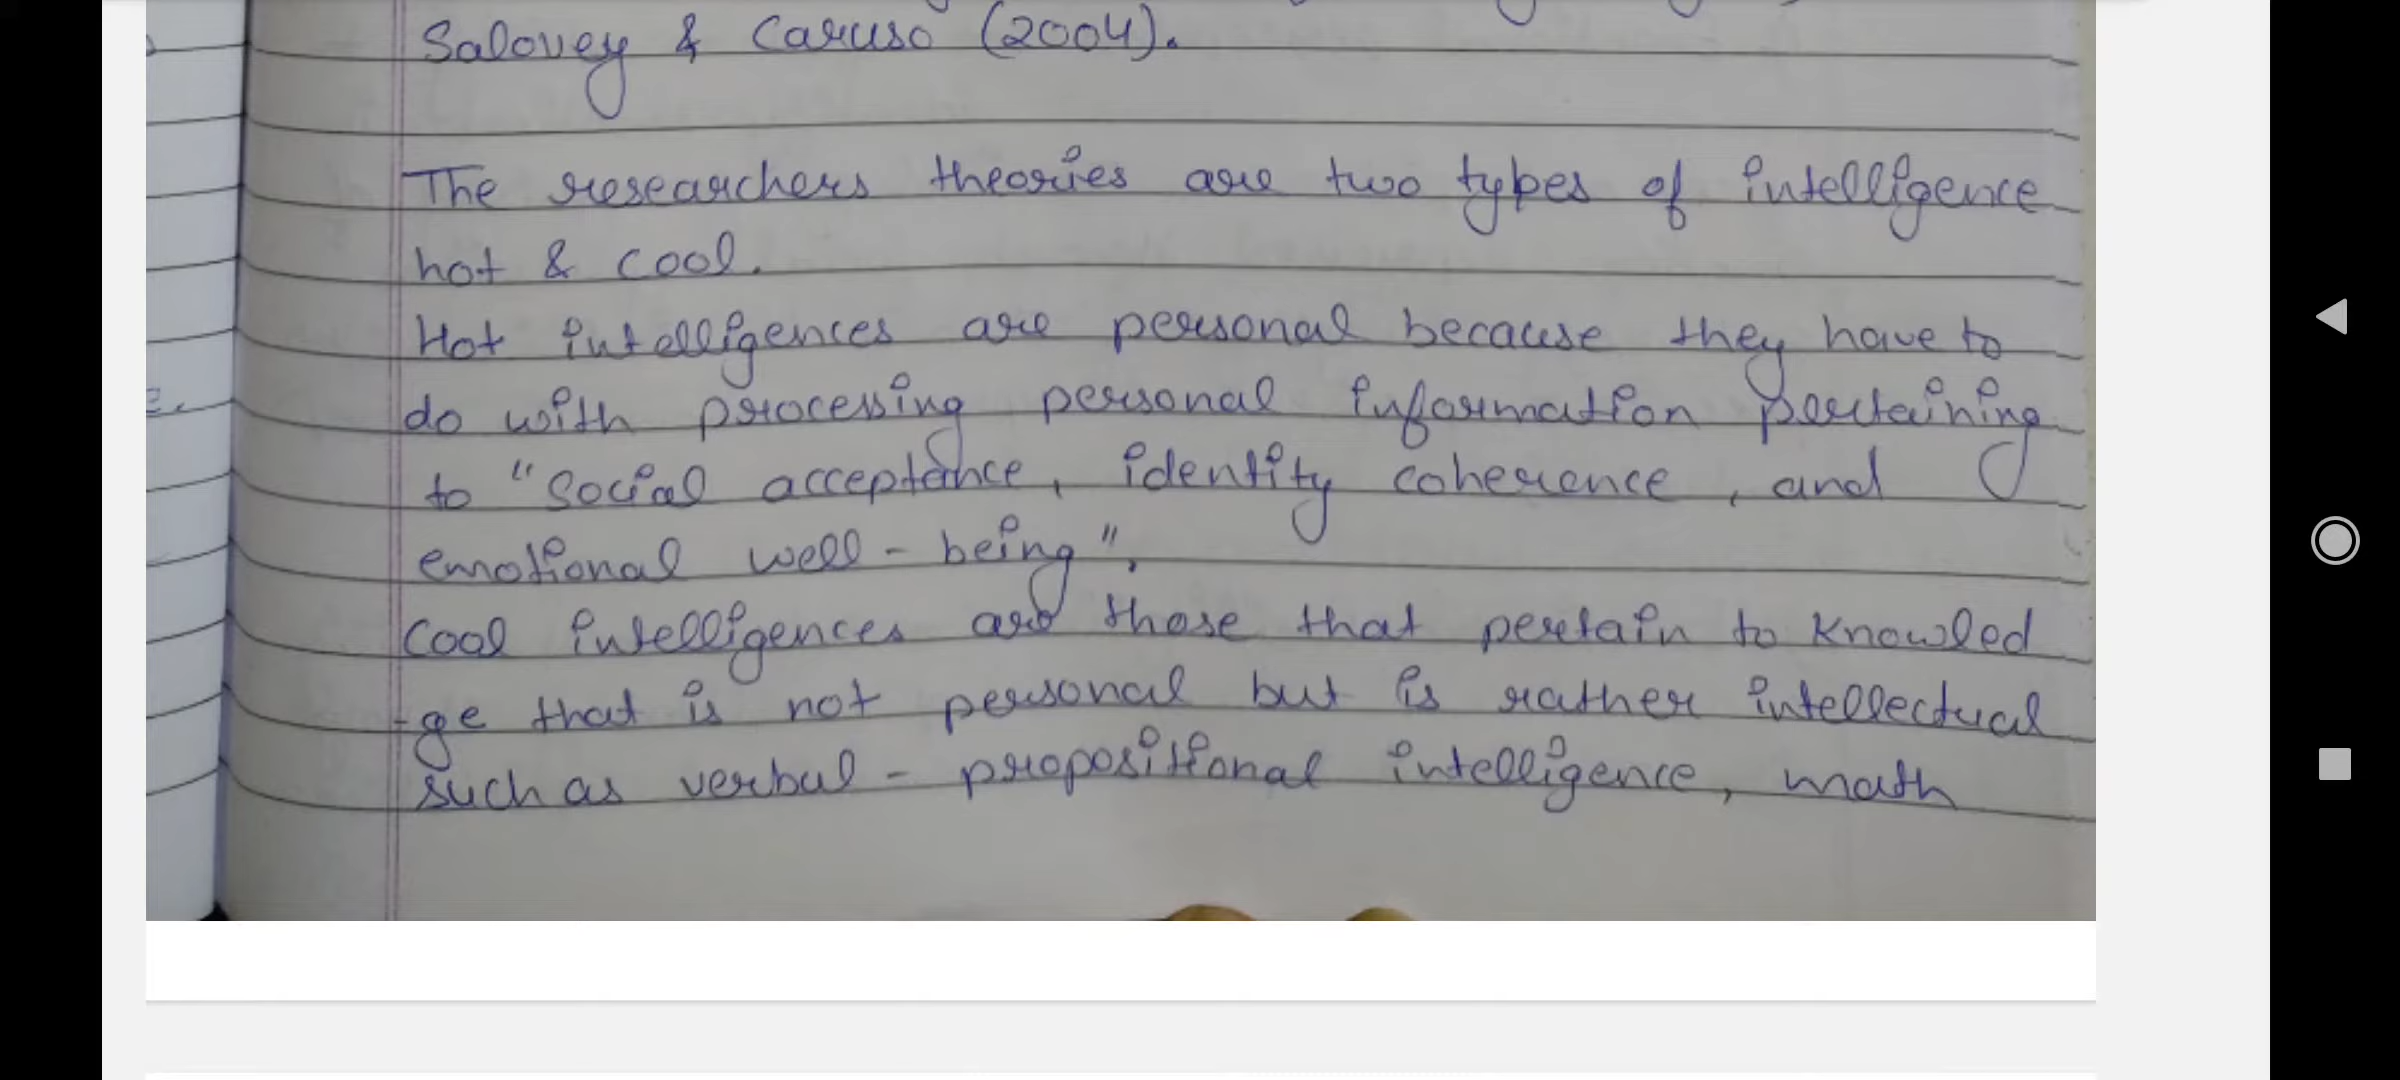 Salovey & Caruso (2004).
The researchers theories are two types of intelligence
hot & cool.
Hot intelligences are personal because they have to
do with processing personal information pertaining
to "Social acceptance, identity coherence, and
emotional well - being".
Cool intelligences are those that pertain to knowled
-ge that is not personal but is rather intellectual
such as verbal - propositional intelligence, math